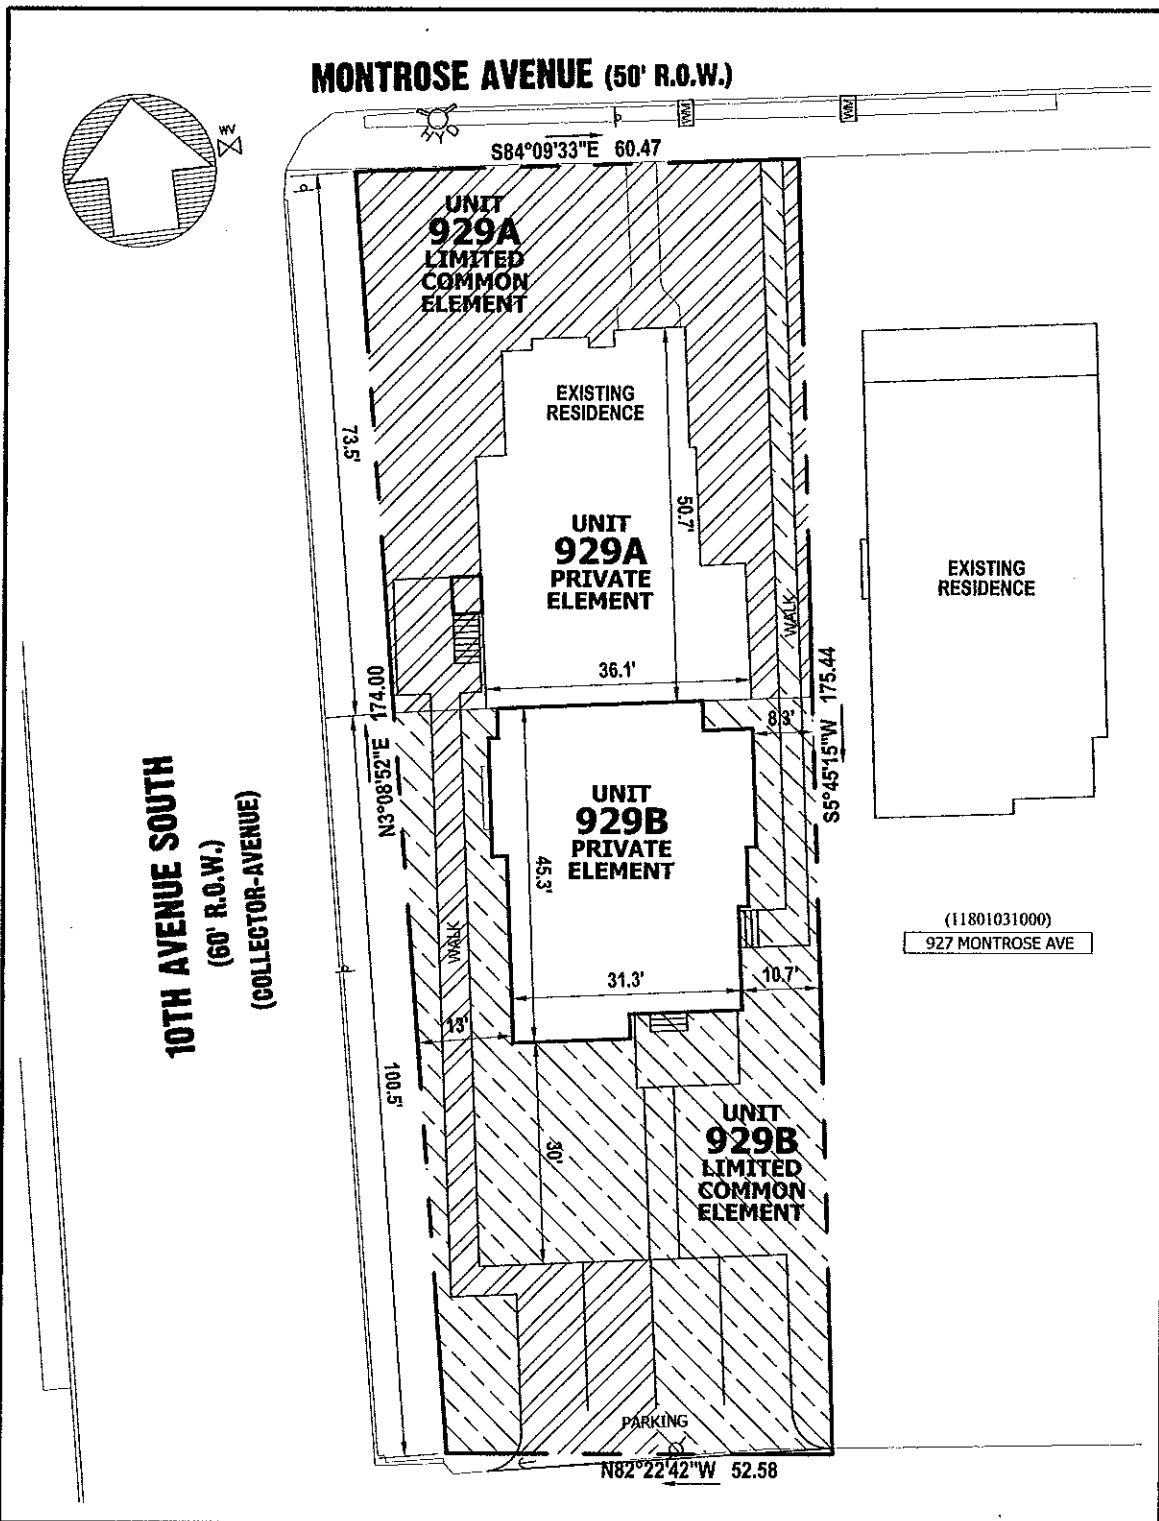 MONTROSE AVENUE (50' R.O.W.)
WV
HYD
WM
WM
S84°09'33"E 60.47
UNIT
929A
LIMITED
COMMON
ELEMENT
EXISTING
RESIDENCE
73.5'
50.7'
UNIT
929A
PRIVATE
ELEMENT
EXISTING
RESIDENCE
WALK
36.1'
N3°08'52"E 174.00
S5°45'15"W 175.44
8.3'
UNIT
929B
PRIVATE
ELEMENT
45.3'
10TH AVENUE SOUTH
(60' R.O.W.)
(COLLECTOR-AVENUE)
WALK
(11801031000)
927 MONTROSE AVE
31.3'
10.7'
13'
100.5'
30'
UNIT
929B
LIMITED
COMMON
ELEMENT
PARKING
N82°22'42"W 52.58